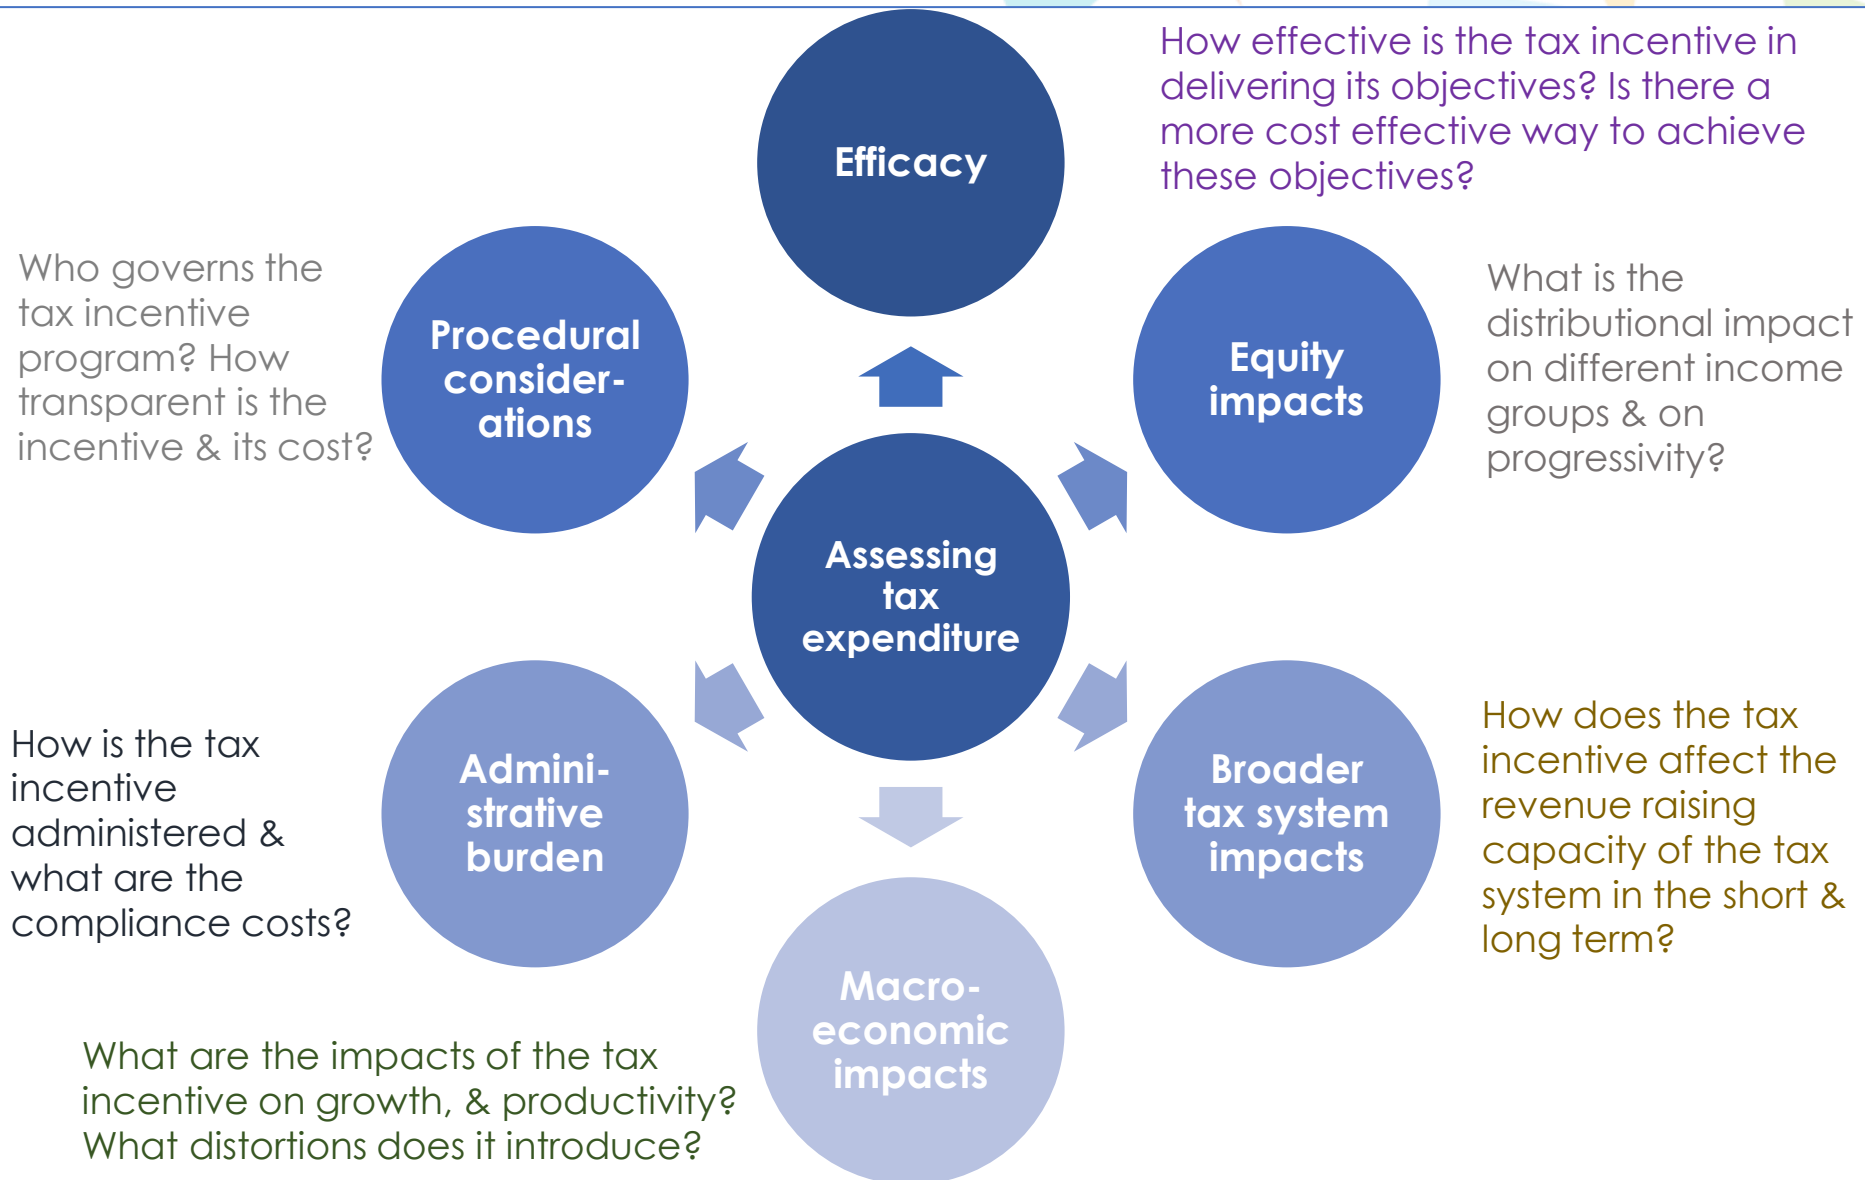 Efficacy
How effective is the tax incentive in
delivering its objectives? Is there a
more cost effective way to achieve
these objectives?
Who governs the
tax incentive
program? How
transparent is the
incentive & its cost?
Procedural
consider-
ations
Equity
impacts
What is the
distributional impact
on different income
groups & on
progressivity?
Assessing
tax
expenditure
How is the tax
incentive
administered &
what are the
compliance costs?
Admini-
strative
burden
Broader
tax system
impacts
How does the tax
incentive affect the
revenue raising
capacity of the tax
system in the short &
long term?
Macro-
economic
impacts
What are the impacts of the tax
incentive on growth, & productivity?
What distortions does it introduce?